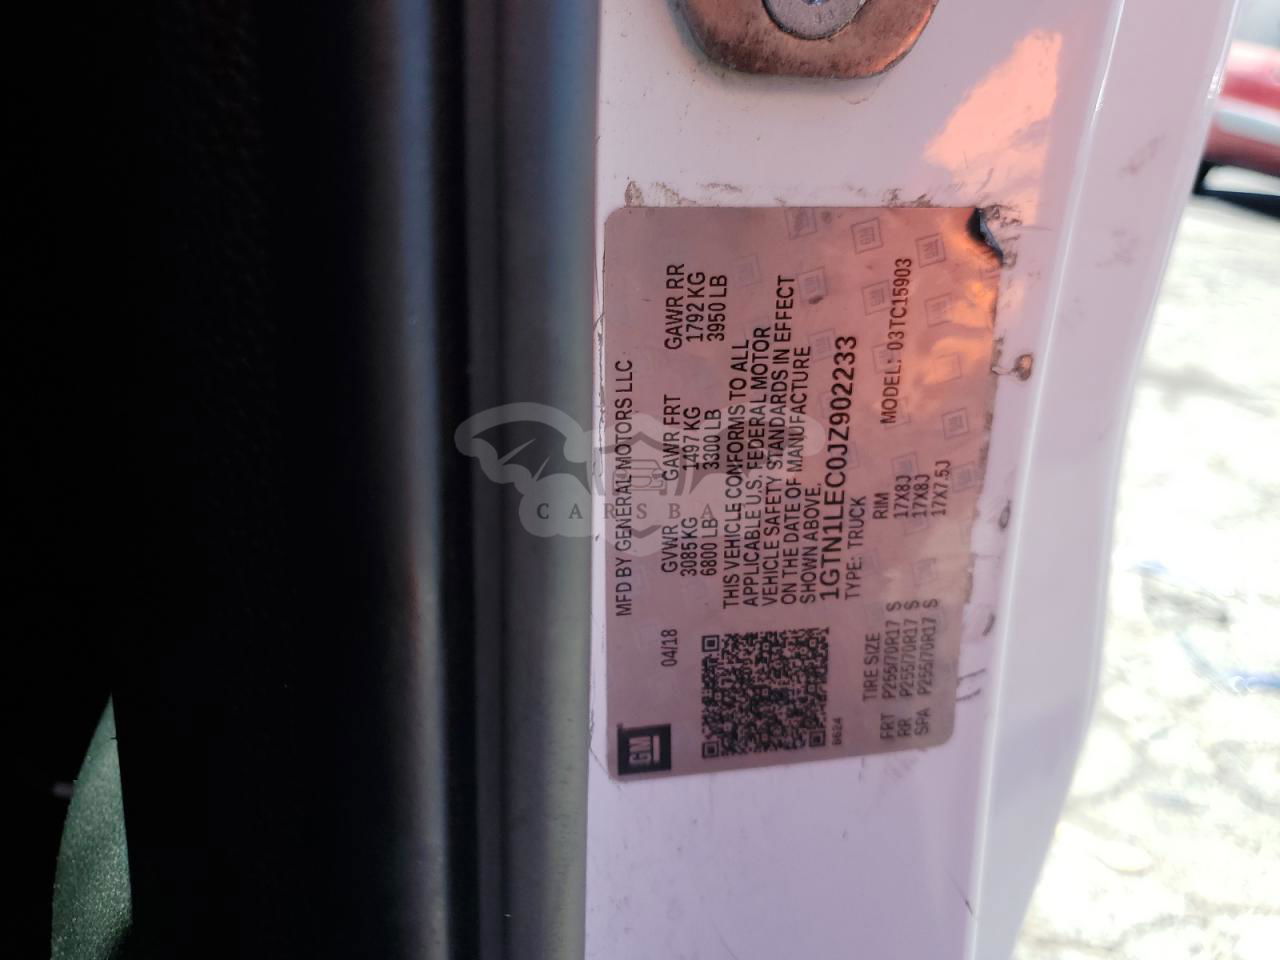 MFD BY GENERAL MOTORS LLC
04/18
GVWR GAWR FRT GAWR RR
3085 KG 1497 KG 1792 KG
6800 LB 3300 LB 3950 LB
THIS VEHICLE CONFORMS TO ALL
APPLICABLE U.S. FEDERAL MOTOR
VEHICLE SAFETY STANDARDS IN EFFECT
ON THE DATE OF MANUFACTURE
SHOWN ABOVE.
1GTN1LEC0JZ902233
TYPE: TRUCK MODEL: 03TC15903
TIRE SIZE RIM
FRT P255/70R17 S 17X8J
RR P255/70R17 S 17X8J
SPA P255/70R17 S 17X7.5J
GM
CARSBA